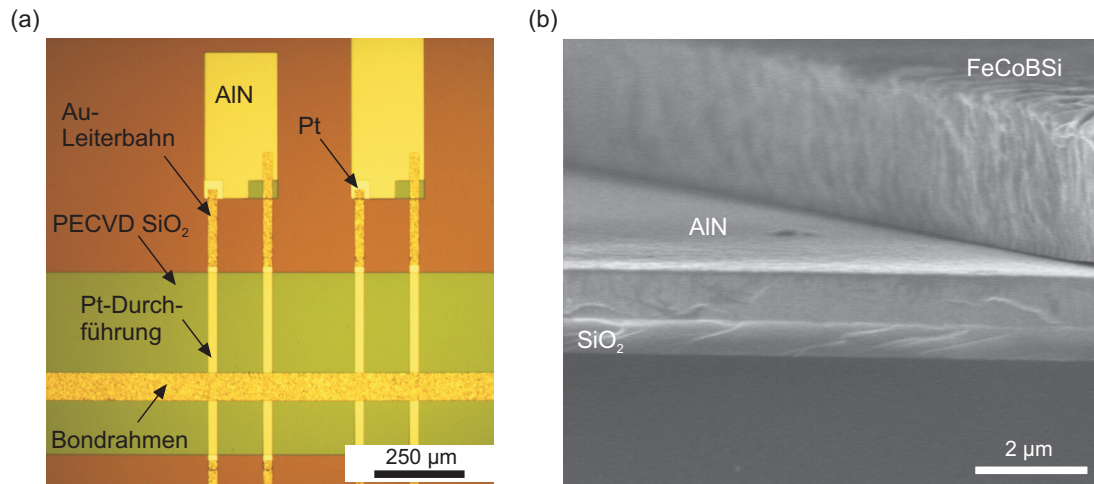 (a)
(b)
AlN
Au-
Leiterbahn
Pt
PECVD SiO₂
Pt-Durch-
führung
Bondrahmen
250 µm
FeCoBSi
AlN
SiO₂
2 µm